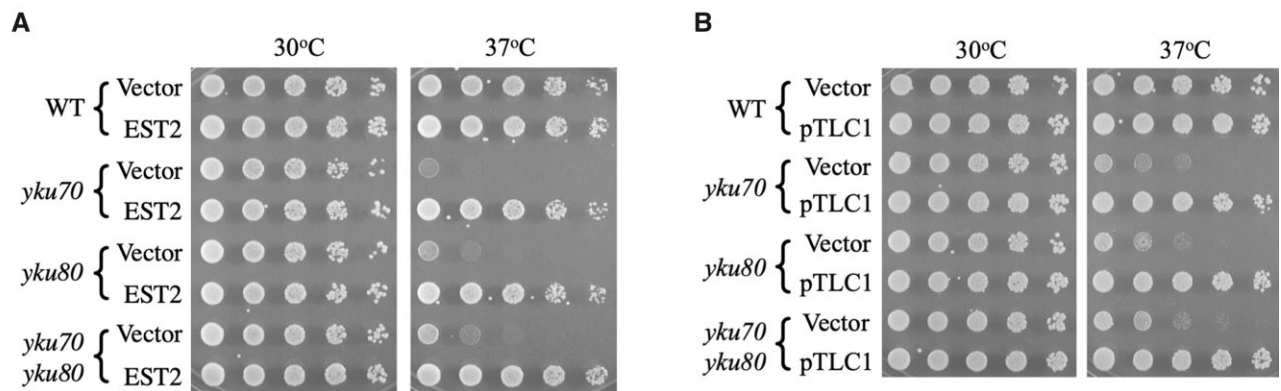 A
30°C 37°C
WT { Vector
EST2
yku70 { Vector
EST2
yku80 { Vector
EST2
yku70 yku80 { Vector
EST2
B
30°C 37°C
WT { Vector
pTLC1
yku70 { Vector
pTLC1
yku80 { Vector
pTLC1
yku70 yku80 { Vector
pTLC1